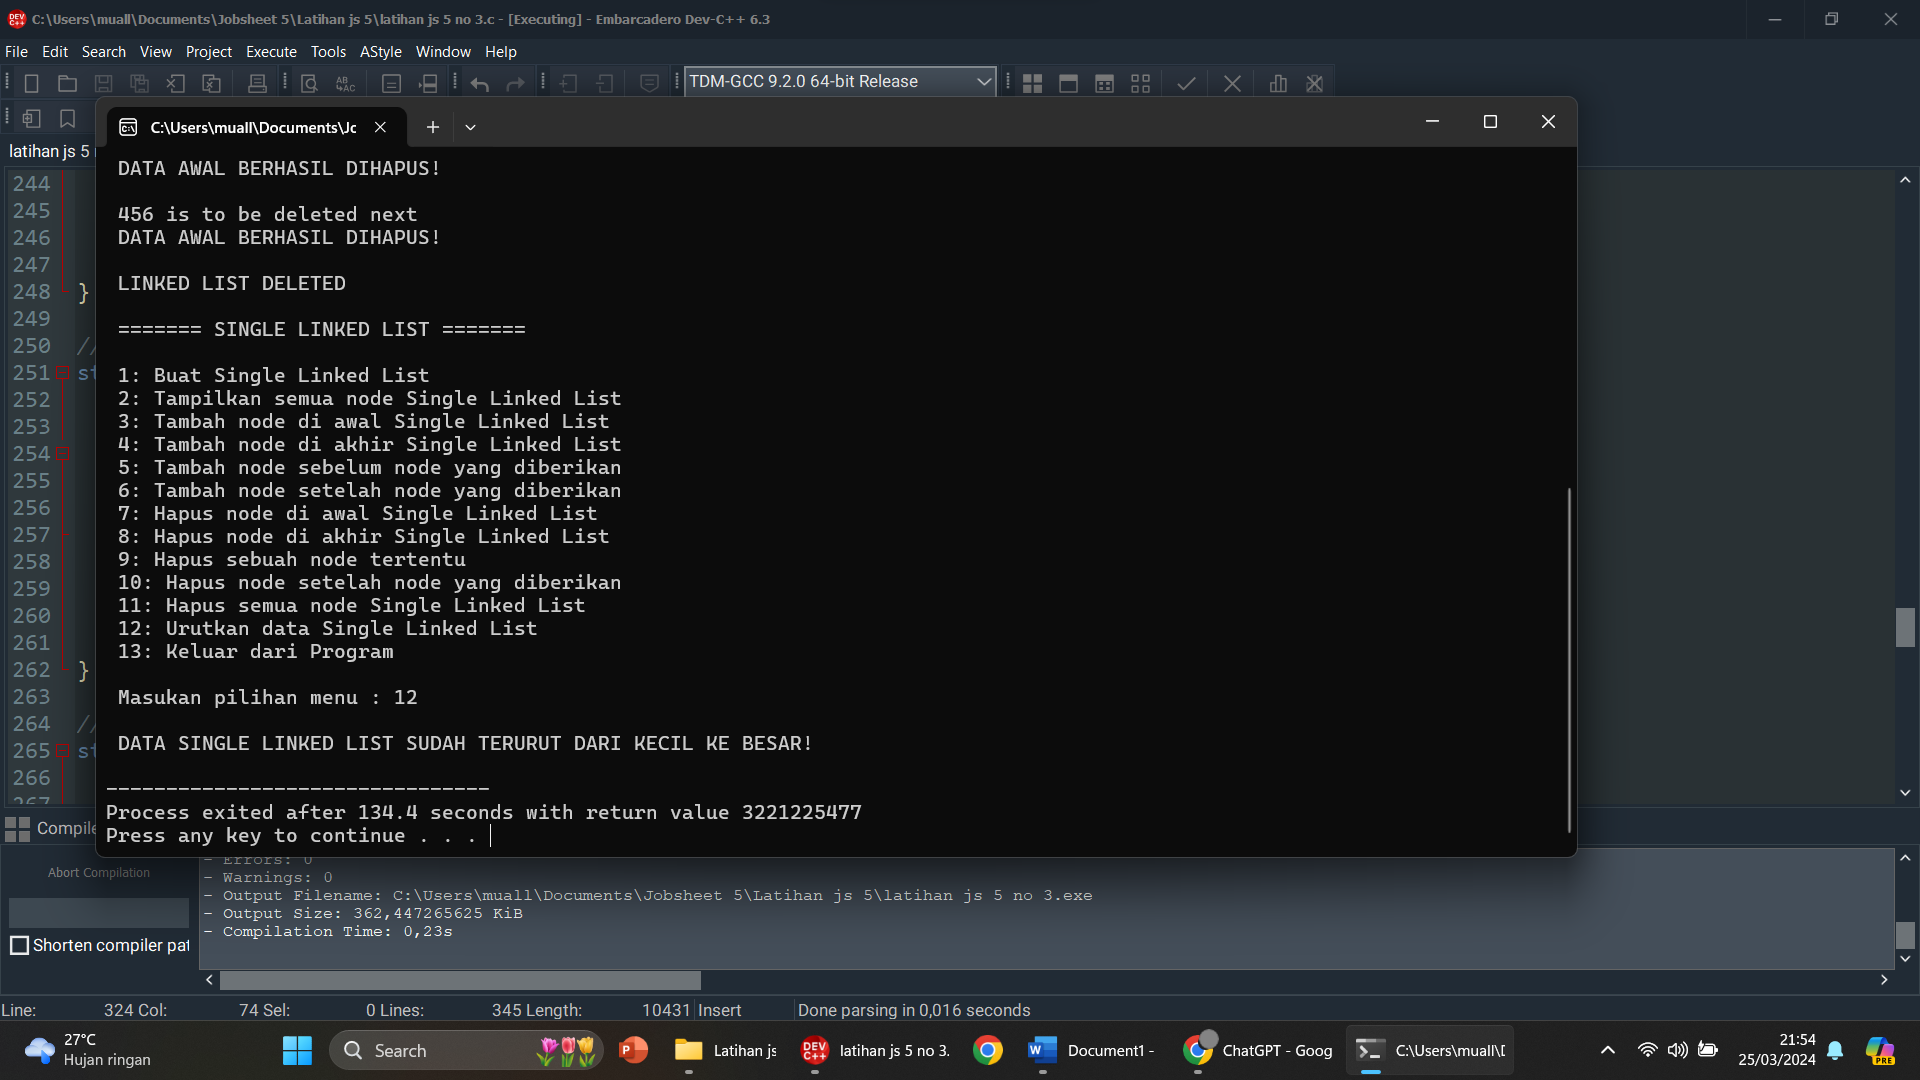 C:\Users\muall\Documents\Jobsheet 5\Latihan js 5\latihan js 5 no 3.c - [Executing] - Embarcadero Dev-C++ 6.3
File Edit Search View Project Execute Tools AStyle Window Help
TDM-GCC 9.2.0 64-bit Release
C:\Users\muall\Documents\Jc
latihan js 5
244
245
246
247
248 }
249
250 //
251 st
252
253
254
255
256
257
258
259
260
261
262 }
263
264 //
265 st
266
267
DATA AWAL BERHASIL DIHAPUS!
456 is to be deleted next
DATA AWAL BERHASIL DIHAPUS!
LINKED LIST DELETED
======= SINGLE LINKED LIST =======
1: Buat Single Linked List
2: Tampilkan semua node Single Linked List
3: Tambah node di awal Single Linked List
4: Tambah node di akhir Single Linked List
5: Tambah node sebelum node yang diberikan
6: Tambah node setelah node yang diberikan
7: Hapus node di awal Single Linked List
8: Hapus node di akhir Single Linked List
9: Hapus sebuah node tertentu
10: Hapus node setelah node yang diberikan
11: Hapus semua node Single Linked List
12: Urutkan data Single Linked List
13: Keluar dari Program
Masukan pilihan menu : 12
DATA SINGLE LINKED LIST SUDAH TERURUT DARI KECIL KE BESAR!
--------------------------------
Process exited after 134.4 seconds with return value 3221225477
Press any key to continue . . .
Compile
Abort Compilation
Shorten compiler pat
- Errors: 0
- Warnings: 0
- Output Filename: C:\Users\muall\Documents\Jobsheet 5\Latihan js 5\latihan js 5 no 3.exe
- Output Size: 362,447265625 KiB
- Compilation Time: 0,23s
Line: 324 Col: 74 Sel: 0 Lines: 345 Length: 10431 Insert Done parsing in 0,016 seconds
27°C
Hujan ringan
Search
Latihan js
latihan js 5 no 3.
Document1 -
ChatGPT - Goog
C:\Users\muall\D
21:54
25/03/2024